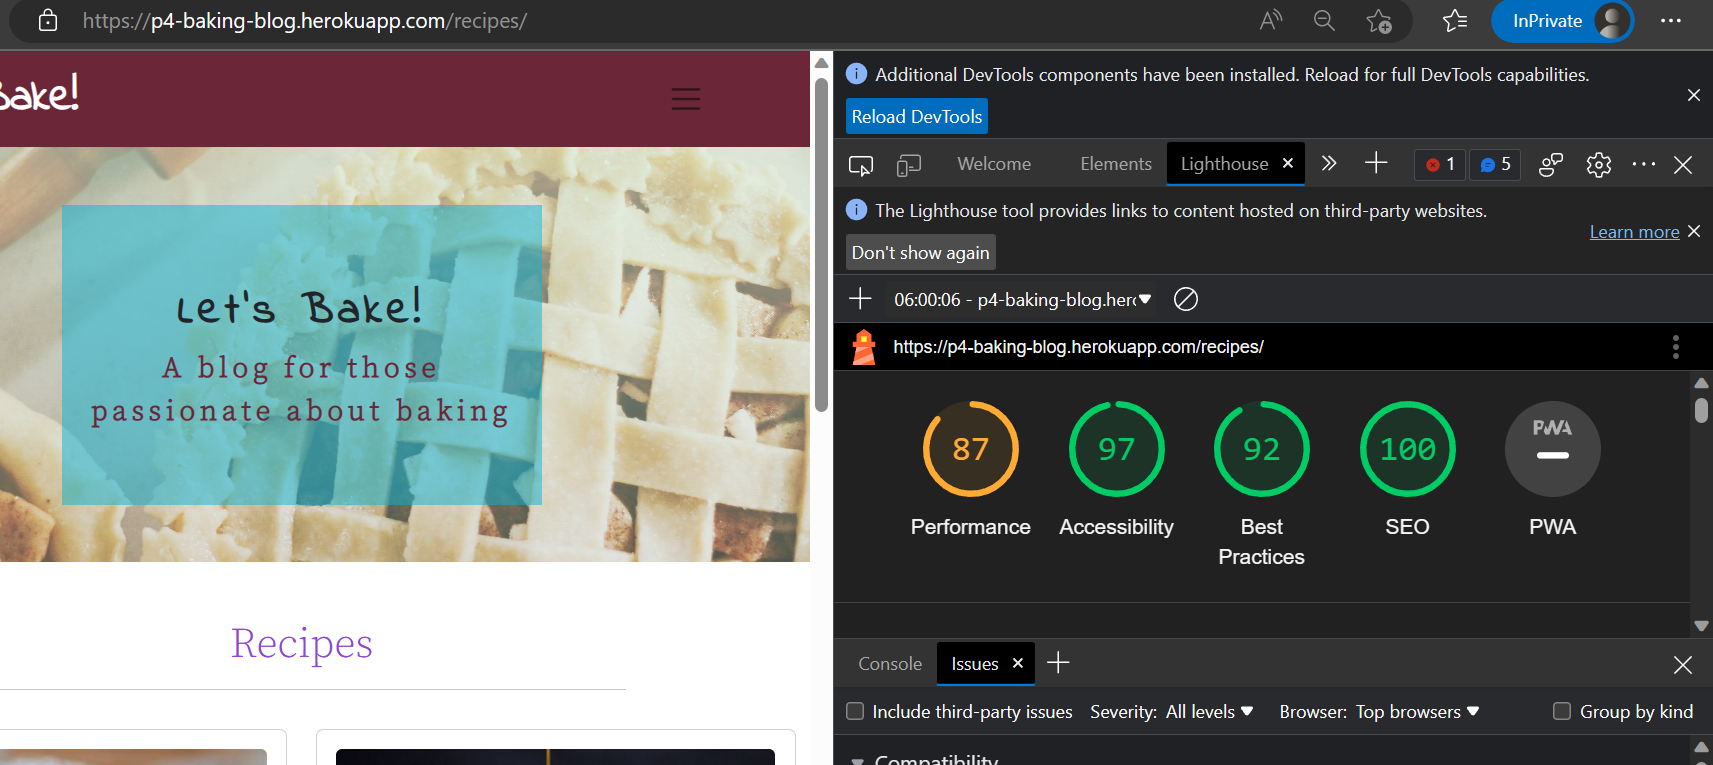 https://p4-baking-blog.herokuapp.com/recipes/
InPrivate
Bake!
Let's Bake!
A blog for those
passionate about baking
Recipes
Additional DevTools components have been installed. Reload for full DevTools capabilities.
Reload DevTools
Welcome Elements Lighthouse 1 5
The Lighthouse tool provides links to content hosted on third-party websites.
Learn more
Don't show again
06:00:06 - p4-baking-blog.her
https://p4-baking-blog.herokuapp.com/recipes/
87 97 92 100 PWA
Performance Accessibility Best Practices SEO PWA
Console Issues
Include third-party issues Severity: All levels Browser: Top browsers Group by kind
Compatibility